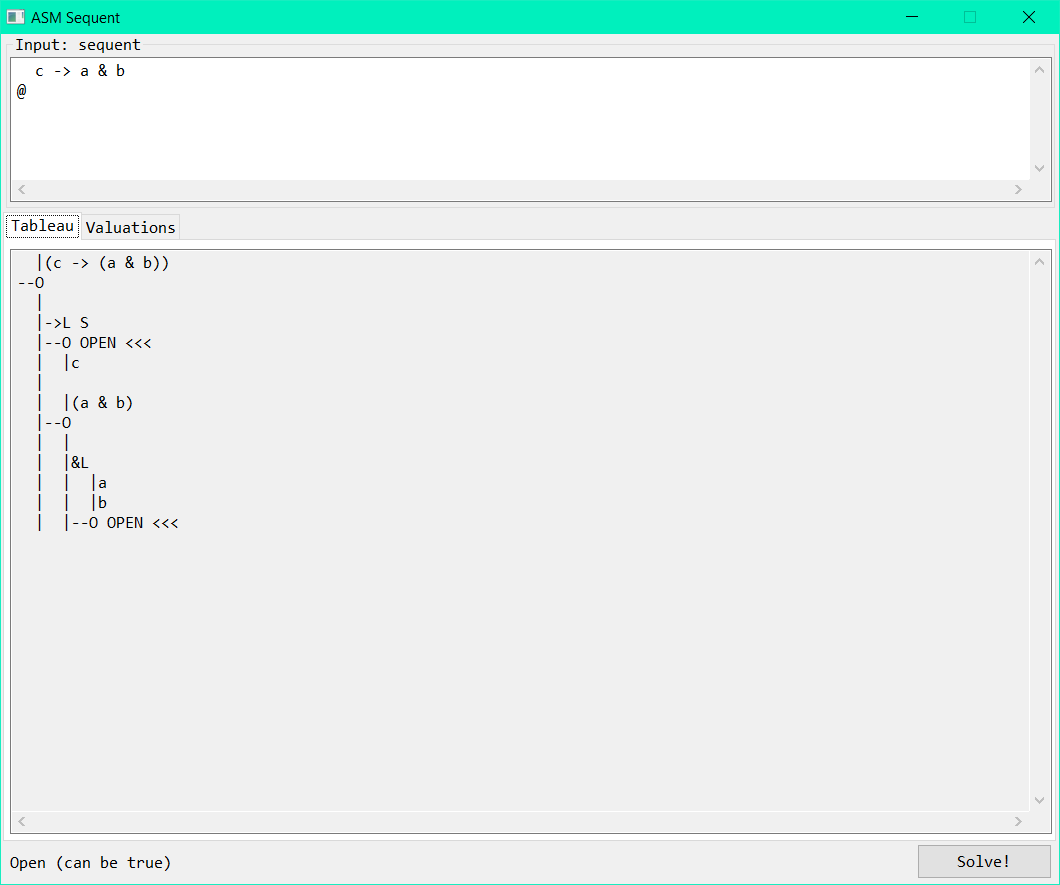 ASM Sequent
Input: sequent
  c -> a & b
@
Tableau Valuations
  |(c -> (a & b))
--O
  |
  |->L S
  |--O OPEN <<<
  |  |c
  |
  |  |(a & b)
  |--O
  |  |
  |  |&L
  |  |  |a
  |  |  |b
  |  |--O OPEN <<<
Open (can be true)
Solve!